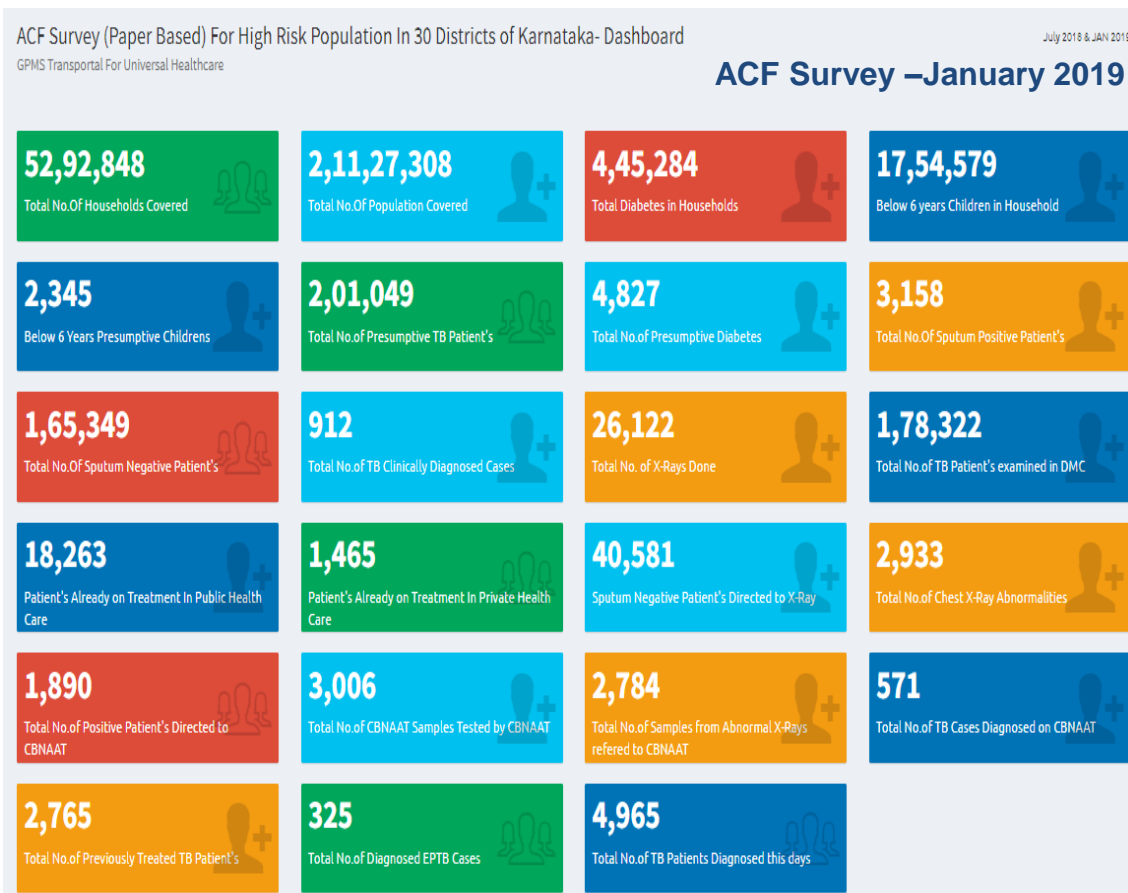 ACF Survey (Paper Based) For High Risk Population In 30 Districts of Karnataka- Dashboard
July 2018 & JAN 2019
GPMS Transportal For Universal Healthcare
ACF Survey –January 2019
52,92,848
Total No.Of Households Covered
2,11,27,308
Total No.Of Population Covered
4,45,284
Total Diabetes in Households
17,54,579
Below 6 years Children in Household
2,345
Below 6 Years Presumptive Childrens
2,01,049
Total No.of Presumptive TB Patient's
4,827
Total No.of Presumptive Diabetes
3,158
Total No.Of Sputum Positive Patient's
1,65,349
Total No.Of Sputum Negative Patient's
912
Total No.of TB Clinically Diagnosed Cases
26,122
Total No. of X-Rays Done
1,78,322
Total No.of TB Patient's examined in DMC
18,263
Patient's Already on Treatment In Public Health
Care
1,465
Patient's Already on Treatment In Private Health
Care
40,581
Sputum Negative Patient's Directed to X-Ray
2,933
Total No.of Chest X-Ray Abnormalities
1,890
Total No.of Positive Patient's Directed to
CBNAAT
3,006
Total No.of CBNAAT Samples Tested by CBNAAT
2,784
Total No.of Samples from Abnormal X-Rays
refered to CBNAAT
571
Total No.of TB Cases Diagnosed on CBNAAT
2,765
Total No.of Previously Treated TB Patient's
325
Total No.of Diagnosed EPTB Cases
4,965
Total No.of TB Patients Diagnosed this days